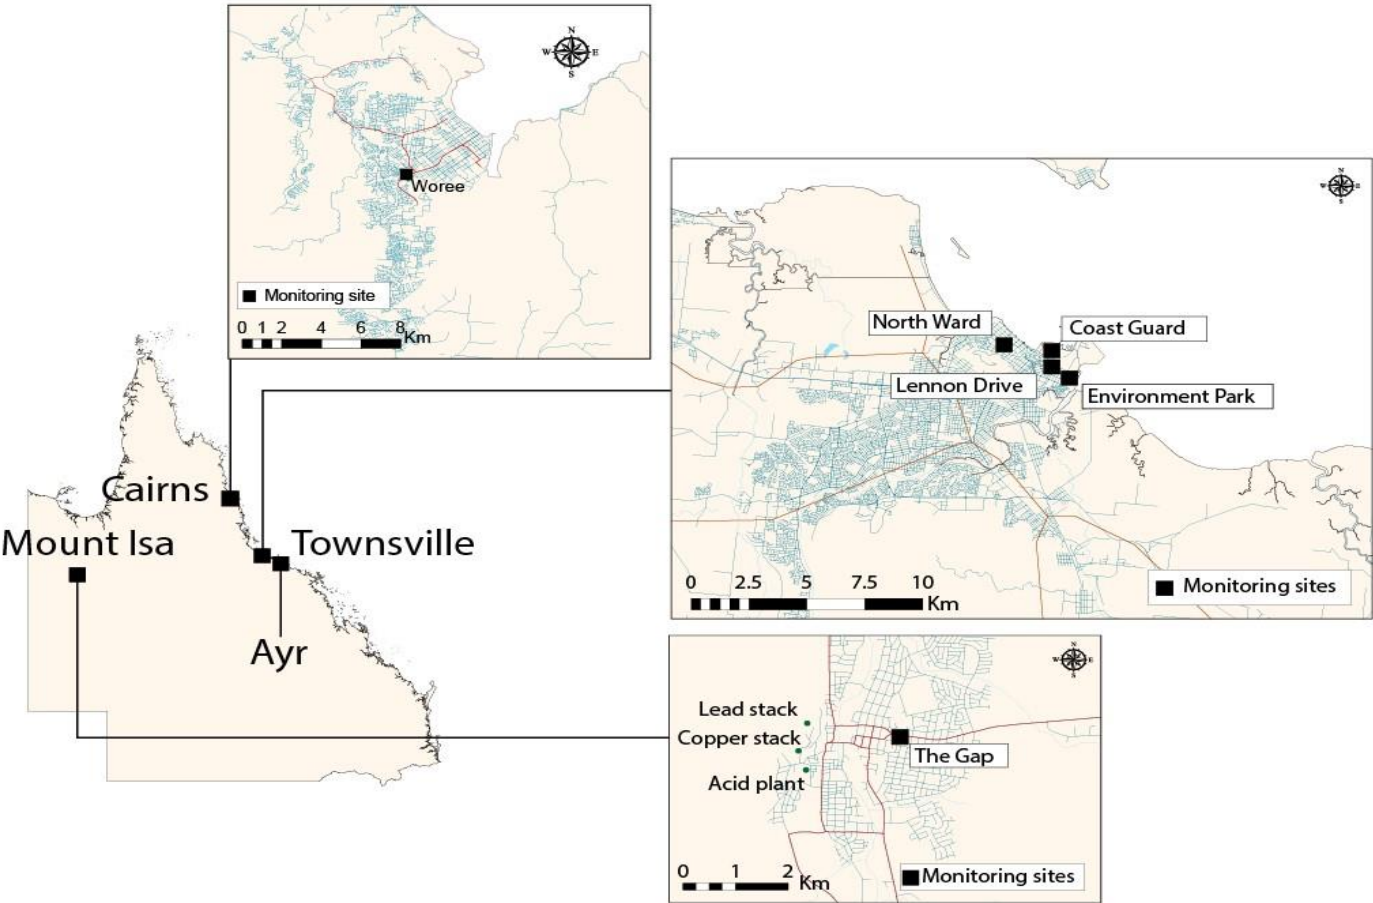 N
W E
S
Woree
Monitoring site
0 1 2 4 6 8
Km
N
W E
S
North Ward
Coast Guard
Lennon Drive
Environment Park
0 2.5 5 7.5 10
Km
Monitoring sites
Cairns
Mount Isa
Townsville
Ayr
N
W E
S
Lead stack
Copper stack
The Gap
Acid plant
0 1 2
Km
Monitoring sites